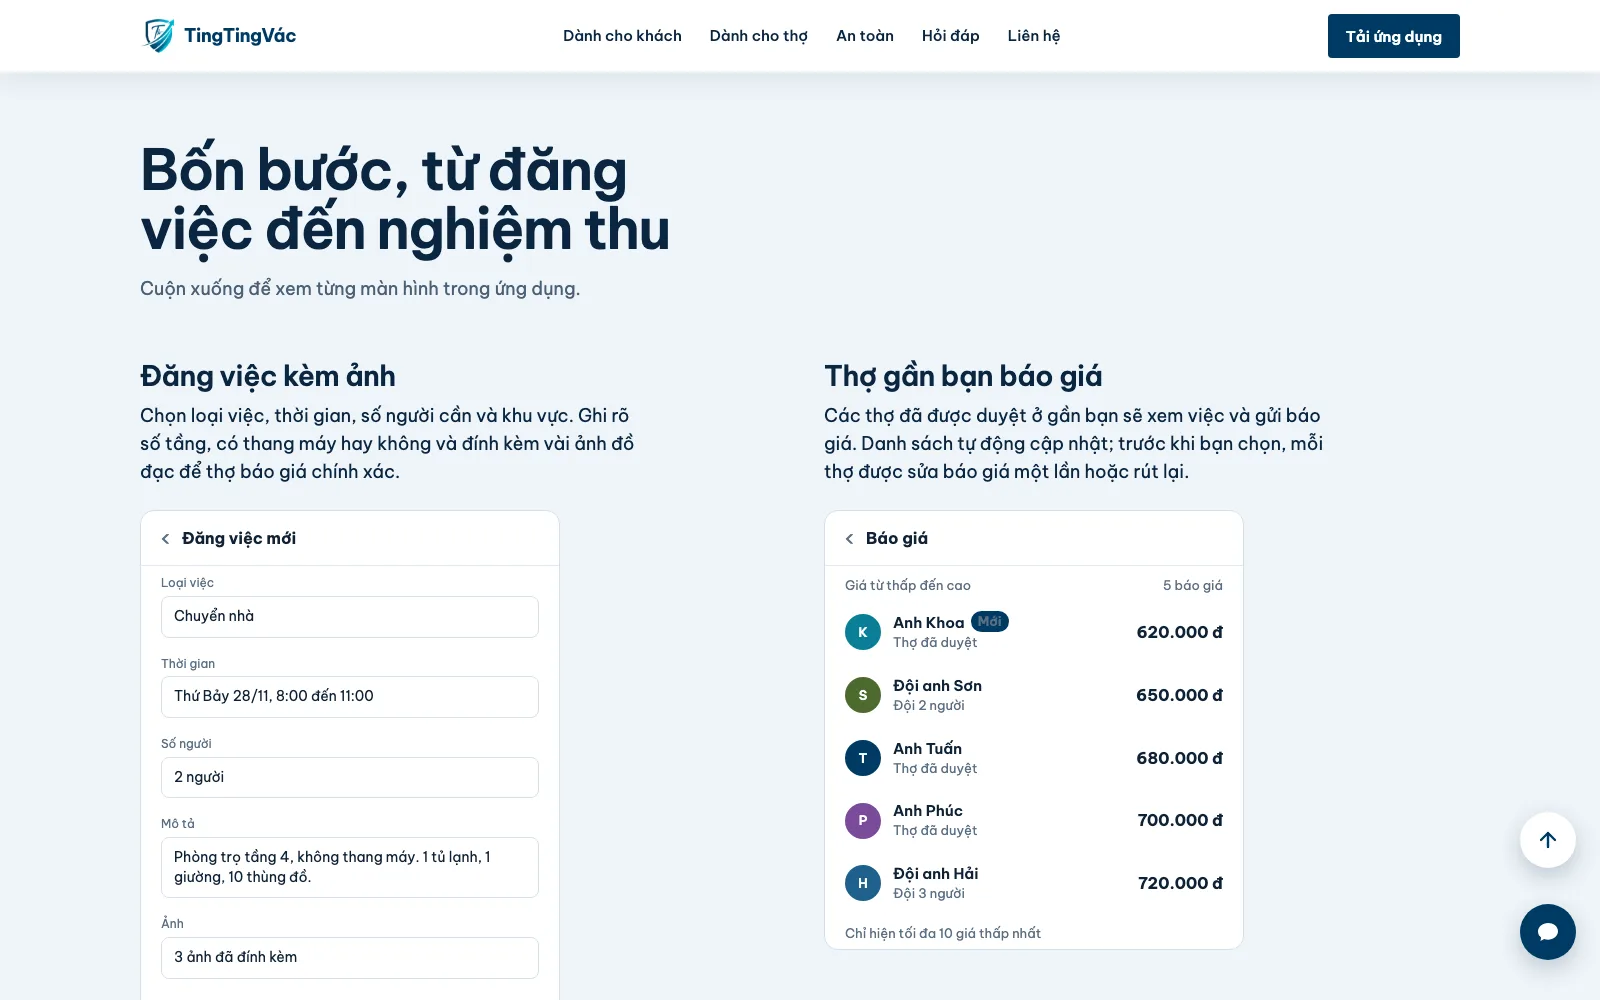 TingTingVác
Dành cho khách
Dành cho thợ
An toàn
Hỏi đáp
Liên hệ
Tải ứng dụng
Bốn bước, từ đăng
việc đến nghiệm thu
Cuộn xuống để xem từng màn hình trong ứng dụng.
Đăng việc kèm ảnh
Chọn loại việc, thời gian, số người cần và khu vực. Ghi rõ
số tầng, có thang máy hay không và đính kèm vài ảnh đồ
đạc để thợ báo giá chính xác.
Đăng việc mới
Loại việc
Chuyển nhà
Thời gian
Thứ Bảy 28/11, 8:00 đến 11:00
Số người
2 người
Mô tả
Phòng trọ tầng 4, không thang máy. 1 tủ lạnh, 1
giường, 10 thùng đồ.
Ảnh
3 ảnh đã đính kèm
Thợ gần bạn báo giá
Các thợ đã được duyệt ở gần bạn sẽ xem việc và gửi báo
giá. Danh sách tự động cập nhật; trước khi bạn chọn, mỗi
thợ được sửa báo giá một lần hoặc rút lại.
Báo giá
Giá từ thấp đến cao
5 báo giá
K
Anh Khoa
Mới
Thợ đã duyệt
620.000 đ
S
Đội anh Sơn
Đội 2 người
650.000 đ
T
Anh Tuấn
Thợ đã duyệt
680.000 đ
P
Anh Phúc
Thợ đã duyệt
700.000 đ
H
Đội anh Hải
Đội 3 người
720.000 đ
Chỉ hiện tối đa 10 giá thấp nhất